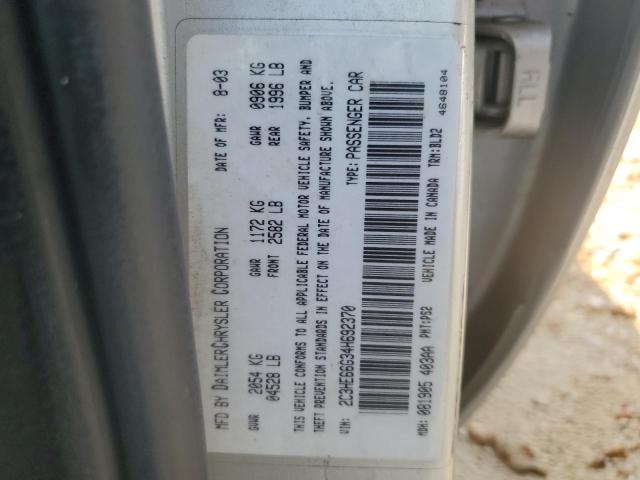 MFD BY DAIMLERCHRYSLER CORPORATION DATE OF MFR: 8-03
GVWR GAWR GAWR
2054 KG 1172 KG 0906 KG
FRONT REAR
04528 LB 2582 LB 1996 LB
THIS VEHICLE CONFORMS TO ALL APPLICABLE FEDERAL MOTOR VEHICLE SAFETY, BUMPER AND
THEFT PREVENTION STANDARDS IN EFFECT ON THE DATE OF MANUFACTURE SHOWN ABOVE.
VIN: 2C3HE66G34H692370 TYPE: PASSENGER CAR
MDH: 081905 403AA PNT: PS2 VEHICLE MADE IN CANADA TRM: BLD2
4648104
ALL